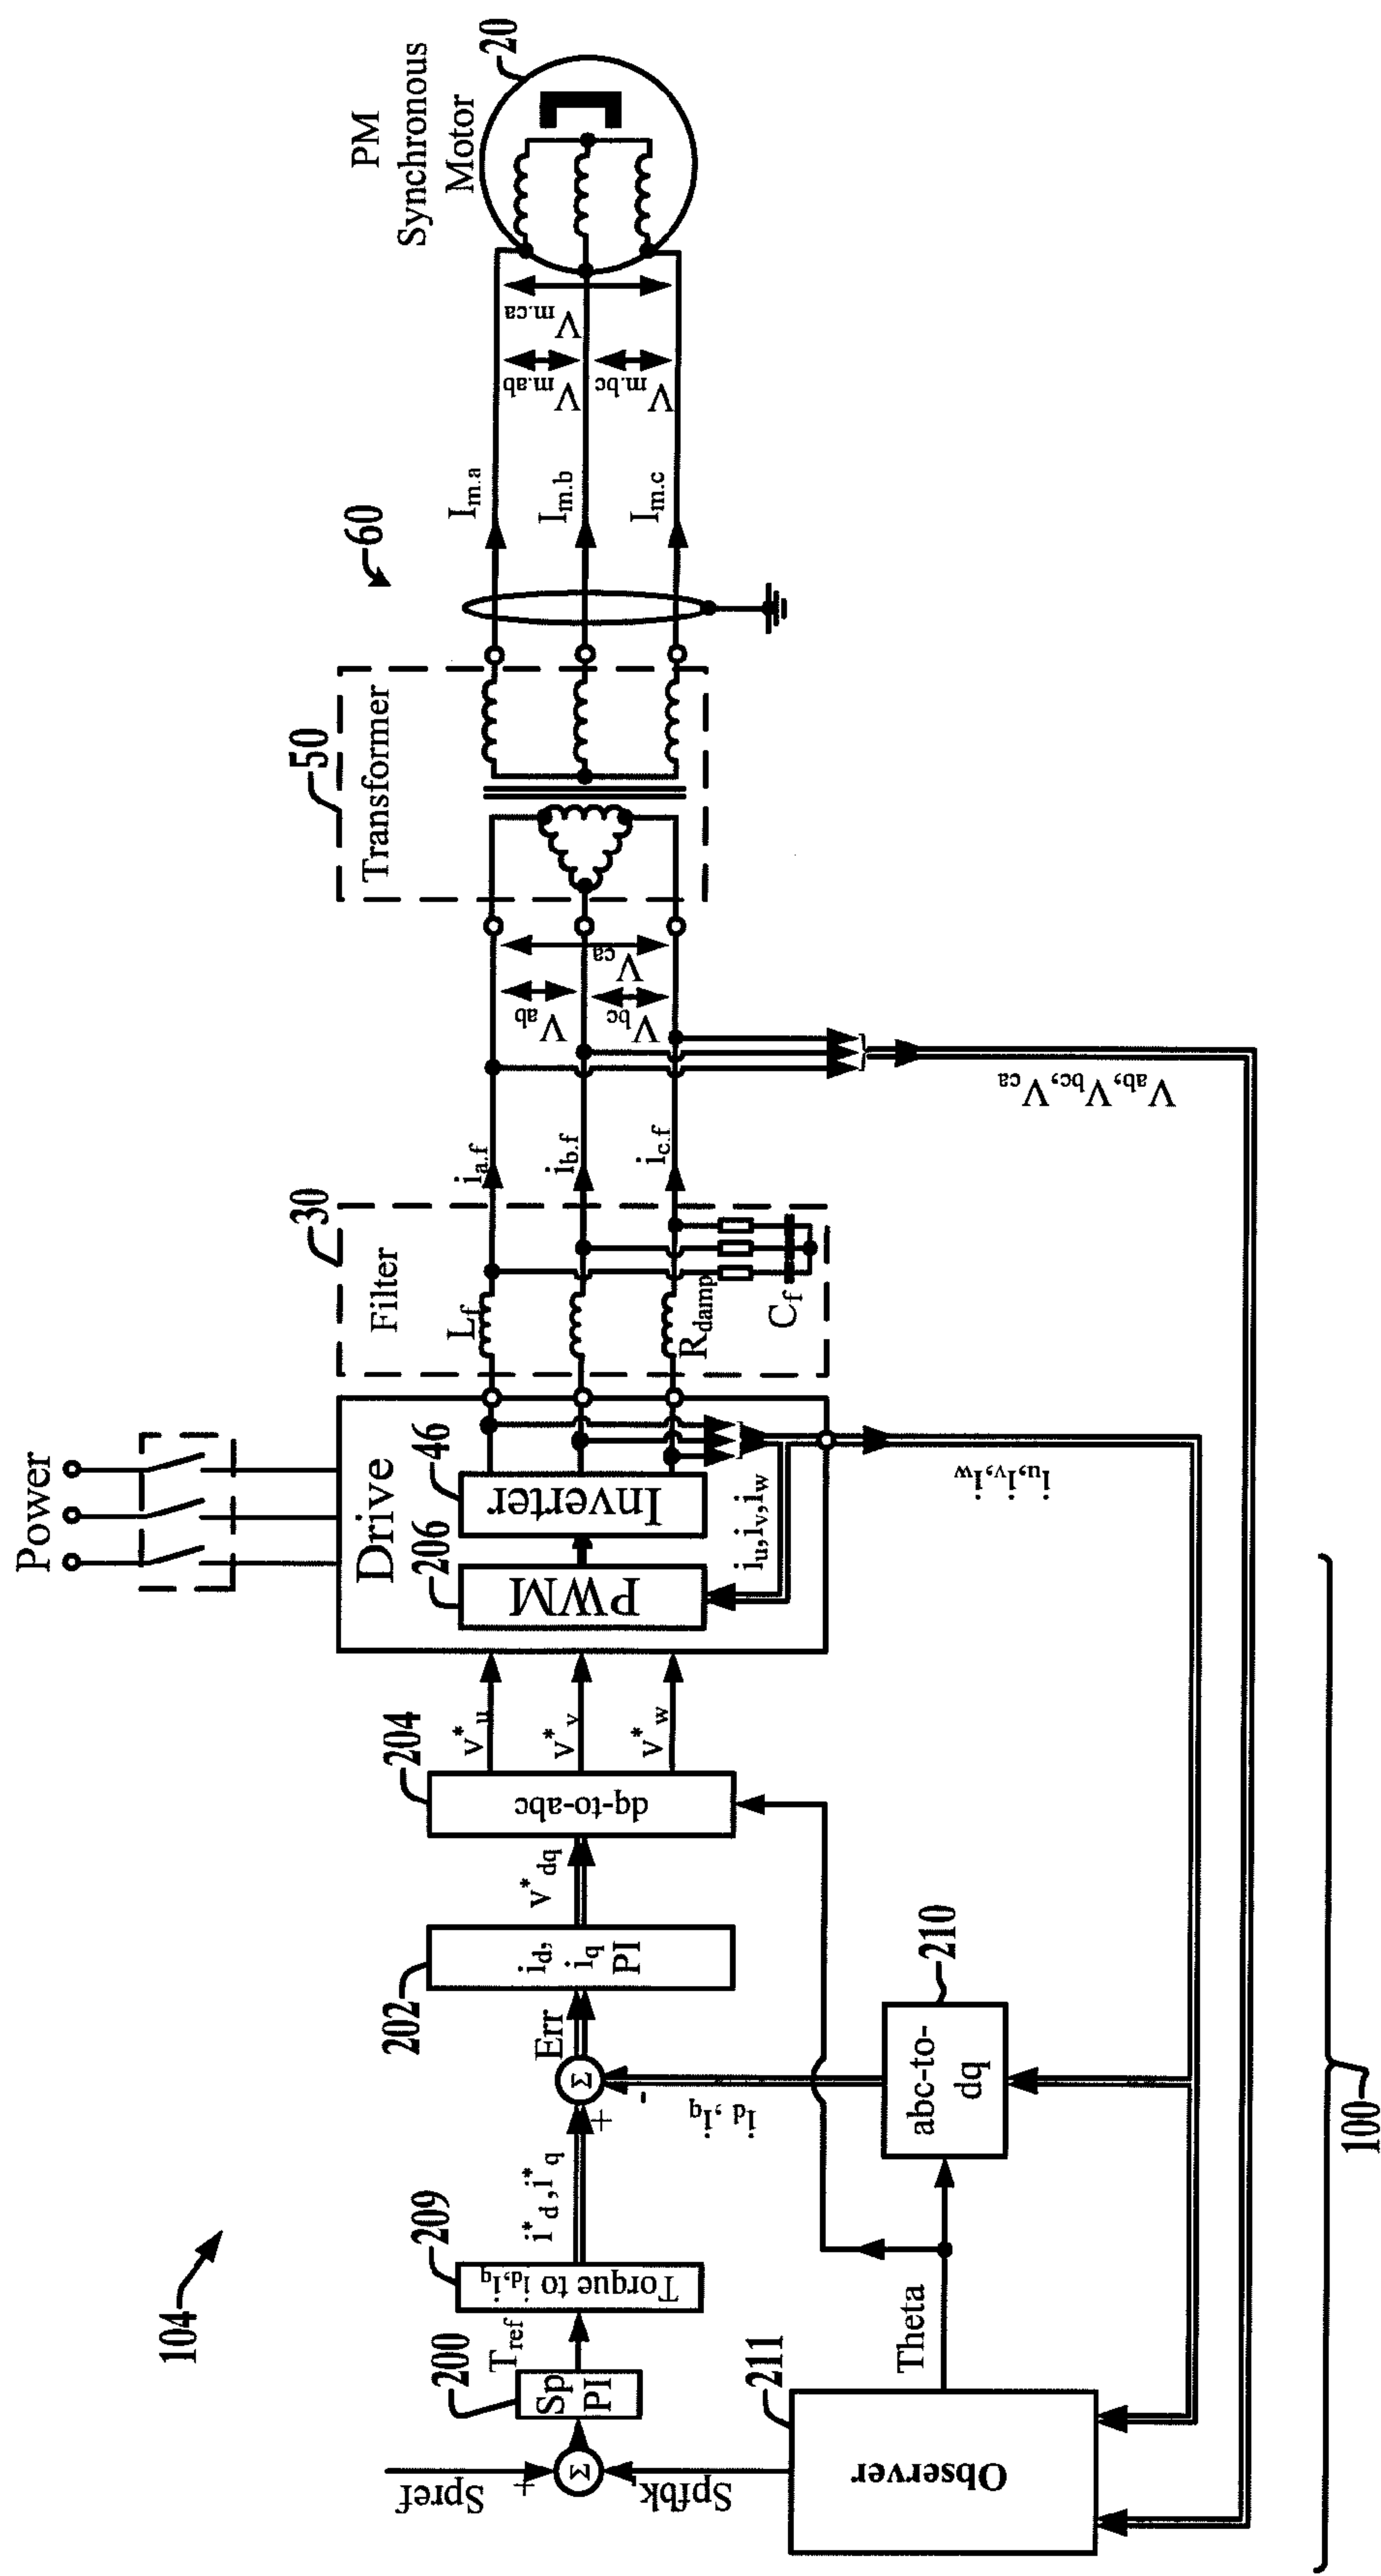 104
Power
PM
Synchronous
Motor
20
60
50
Transformer
30
Filter
L_f
R_damp
C_f
Drive
46
Inverter
206
PWM
i_u,i_v,i_w
i_u,i_v,i_w
i_a.f
i_b.f
i_c.f
V_ab
V_bc
V_ca
V_ab,V_bc,V_ca
I_m.a
I_m.b
I_m.c
V_m.ab
V_m.bc
V_m.ca
Spref
+
Σ
Spfbk
-
200
Sp
PI
T_ref
209
Torque to i_d,i_q
i*_d,i*_q
+
Σ
-
i_d,i_q
Err
202
i_d,
i_q
PI
v*_dq
204
dq-to-abc
v*_u
v*_v
v*_w
210
abc-to-
dq
Theta
211
Observer
100